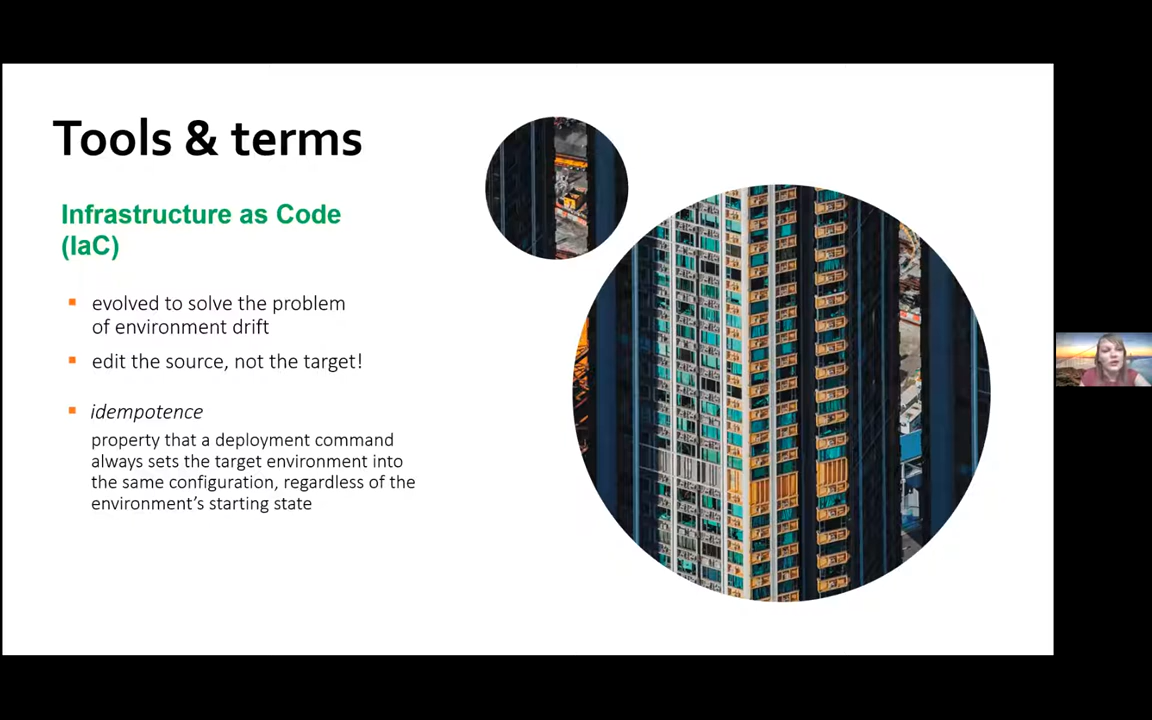 Tools & terms
Infrastructure as Code
(IaC)
evolved to solve the problem
of environment drift
edit the source, not the target!
idempotence
property that a deployment command
always sets the target environment into
the same configuration, regardless of the
environment’s starting state